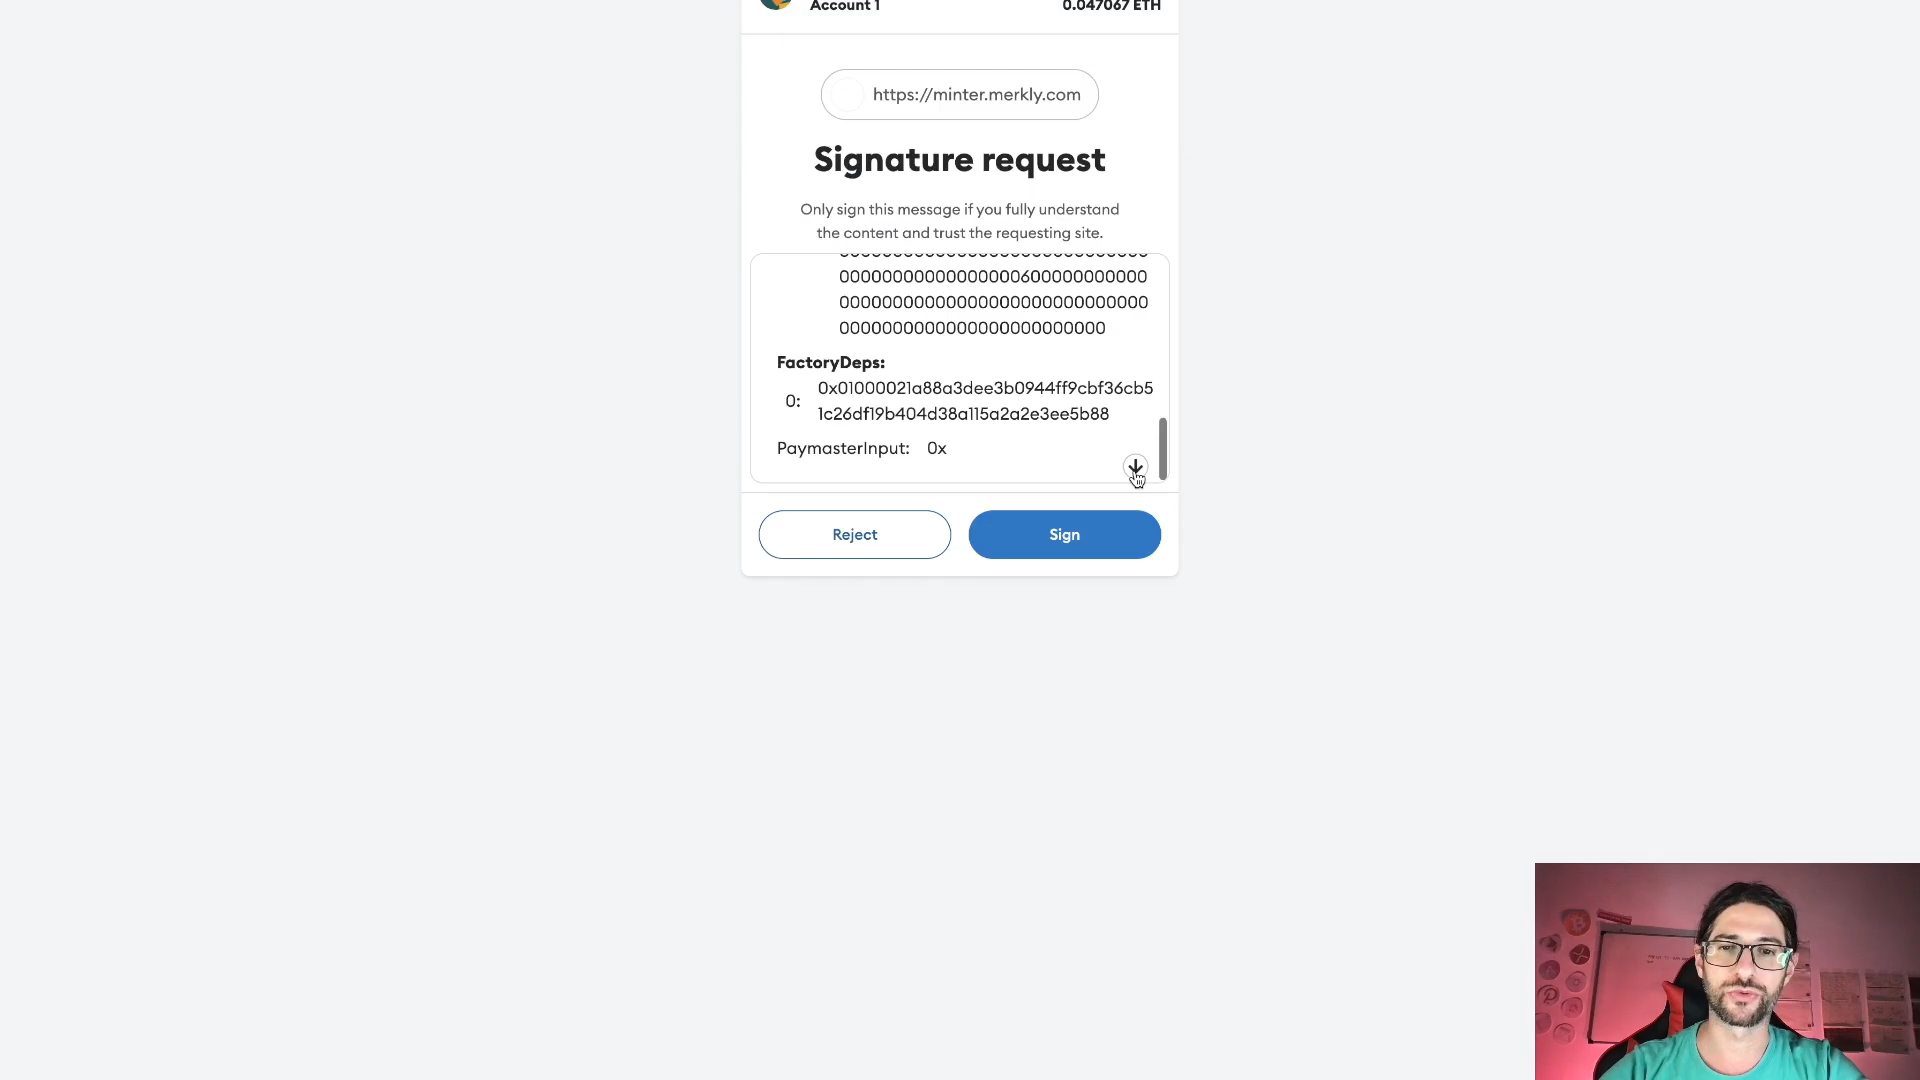 Account 1
0.047067 ETH
https://minter.merkly.com
Signature request
Only sign this message if you fully understand
the content and trust the requesting site.
00000000000000000600000000000
00000000000000000000000000000
0000000000000000000000000
FactoryDeps:
0:
0x01000021a88a3dee3b0944ff9cbf36cb5
1c26df19b404d38a115a2a2e3ee5b88
PaymasterInput: 0x
Reject
Sign